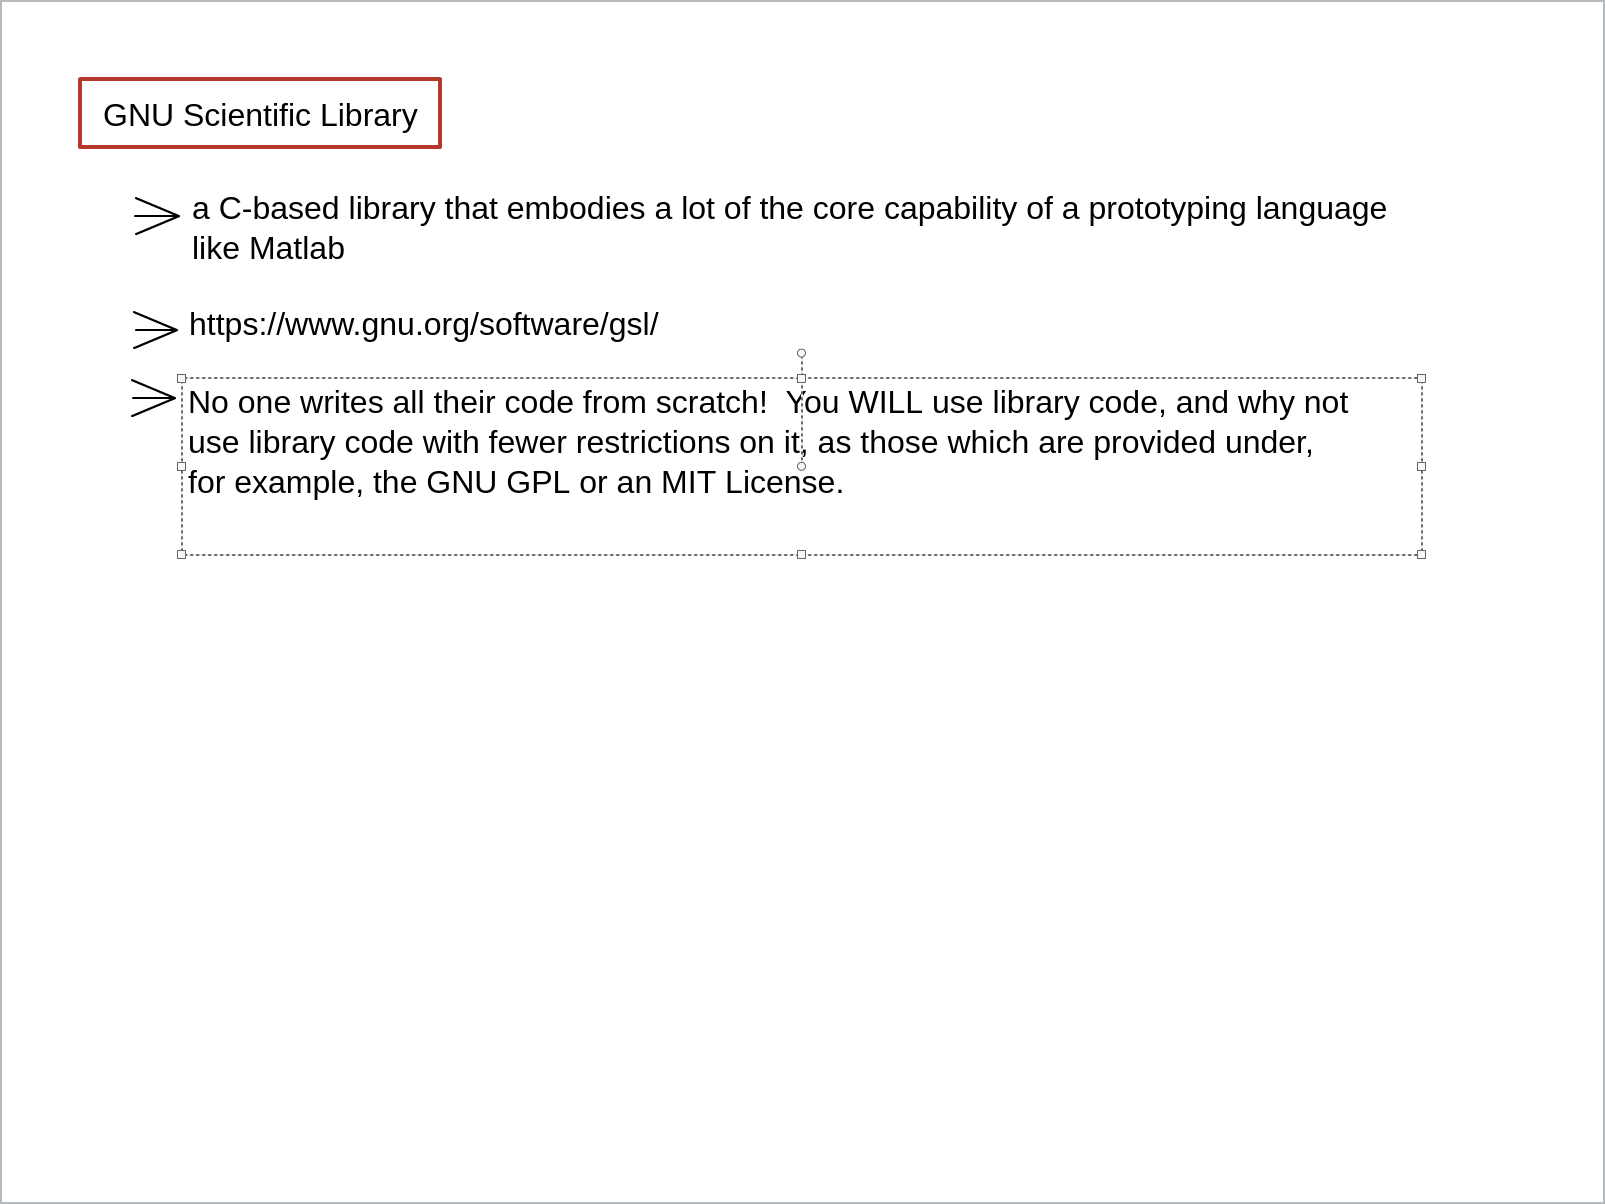 GNU Scientific Library
a C-based library that embodies a lot of the core capability of a prototyping language
like Matlab
https://www.gnu.org/software/gsl/
No one writes all their code from scratch!  You WILL use library code, and why not
use library code with fewer restrictions on it, as those which are provided under,
for example, the GNU GPL or an MIT License.